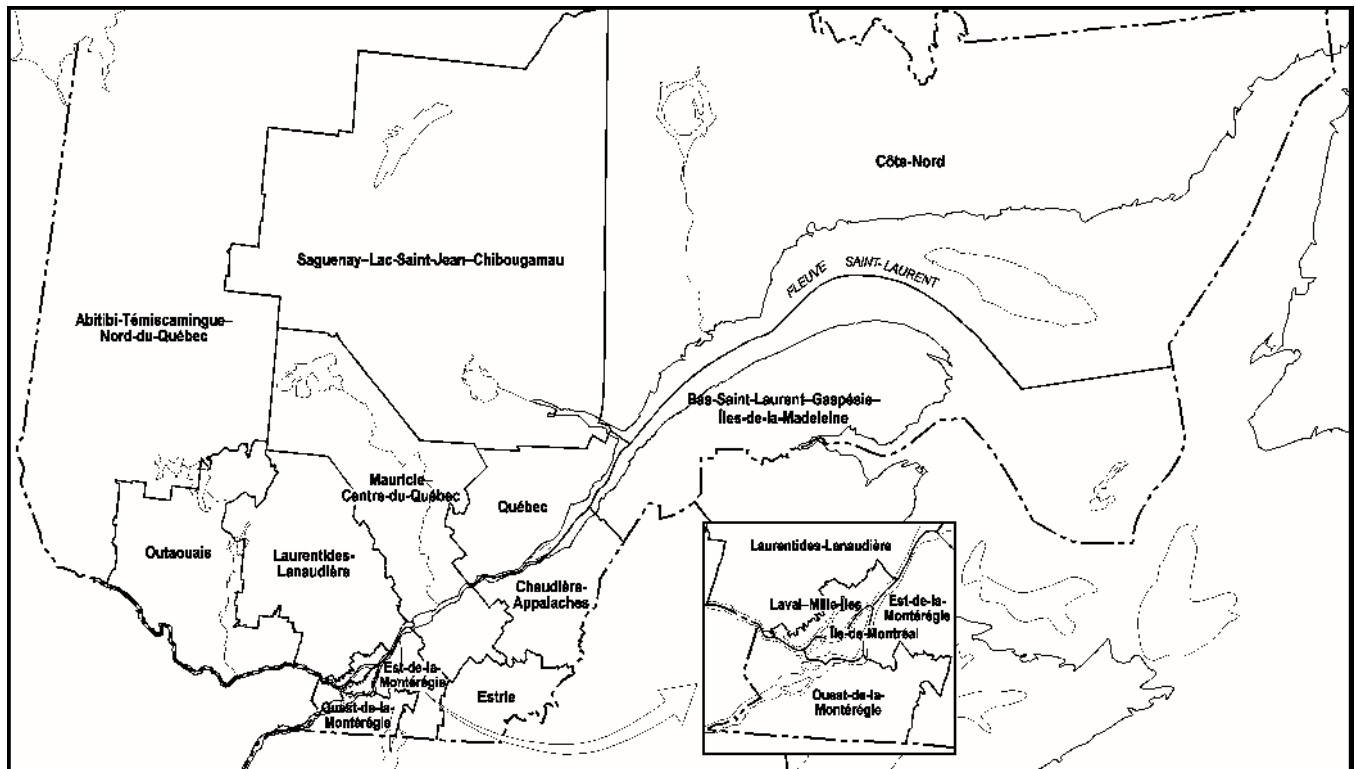 Côte-Nord
Saguenay–Lac-Saint-Jean–Chibougamau
FLEUVE SAINT-LAURENT
Abitibi-Témiscamingue–
Nord-du-Québec
Bas-Saint-Laurent–Gaspésie–
Îles-de-la-Madeleine
Mauricie–
Centre-du-Québec
Québec
Outaouais
Laurentides-
Lanaudière
Chaudière-
Appalaches
Est-de-la-
Montérégie
Estrie
Ouest-de-la-
Montérégie
Laurentides-Lanaudière
Laval–Mille-Îles
Est-de-la-
Montérégie
Île-de-Montréal
Ouest-de-la-
Montérégie